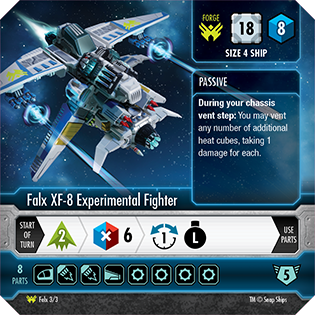 FORGE
18
8
SIZE 4 SHIP
PASSIVE
During your chassis
vent step: You may vent
any number of additional
heat cubes, taking 1
damage for each.
Falx XF-8 Experimental Fighter
START
OF
TURN
2
6
1
L
USE
PARTS
8
PARTS
5
Falx 3/3
TM © Soap Ships